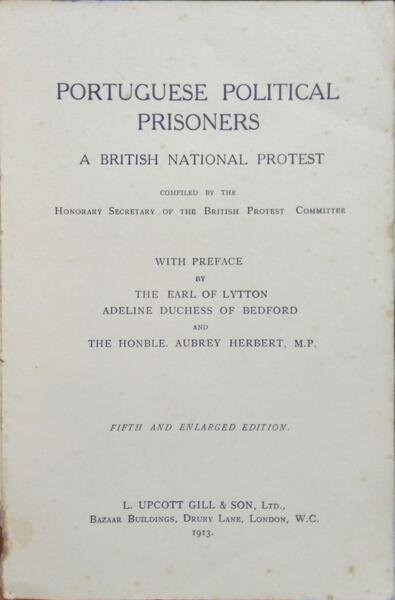 PORTUGUESE POLITICAL
PRISONERS
A BRITISH NATIONAL PROTEST
COMPILED BY THE
HONORARY SECRETARY OF THE BRITISH PROTEST COMMITTEE
WITH PREFACE
BY
THE EARL OF LYTTON
ADELINE DUCHESS OF BEDFORD
AND
THE HONBLE. AUBREY HERBERT, M.P.
FIFTH AND ENLARGED EDITION.
L. UPCOTT GILL & SON, LTD.,
BAZAAR BUILDINGS, DRURY LANE, LONDON, W.C.
1913.